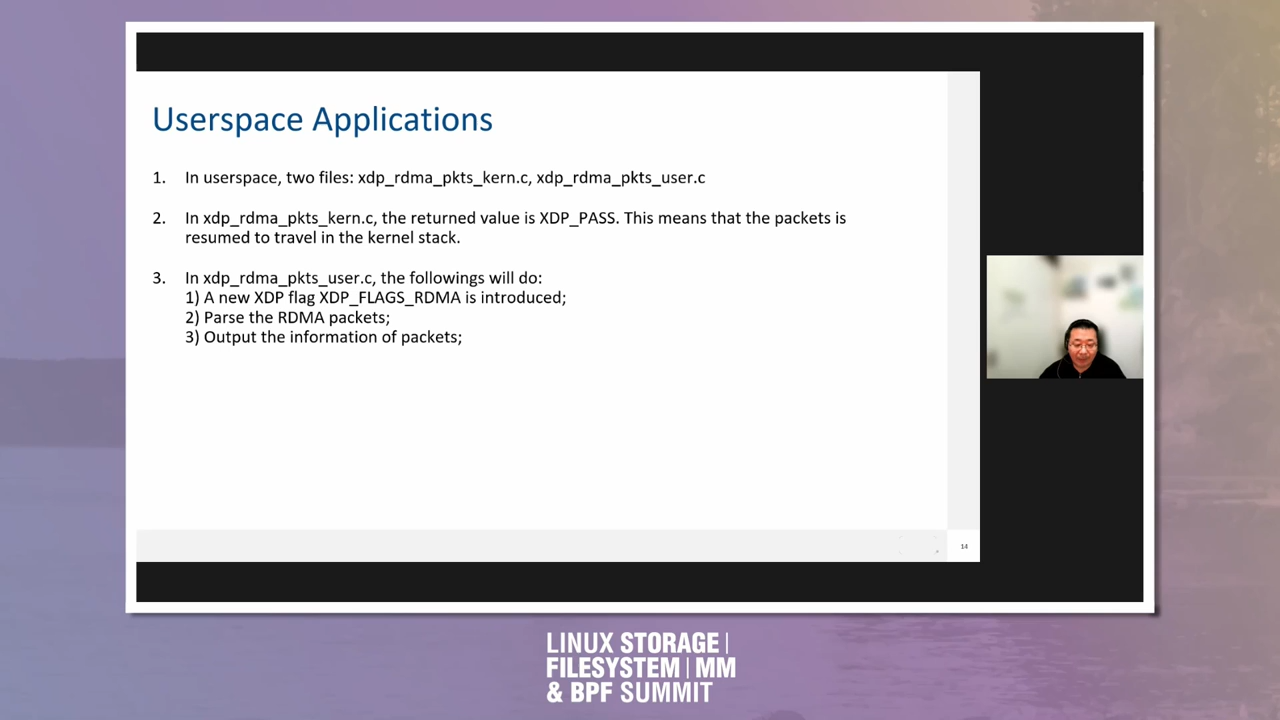 Userspace Applications
1. In userspace, two files: xdp_rdma_pkts_kern.c, xdp_rdma_pkts_user.c
2. In xdp_rdma_pkts_kern.c, the returned value is XDP_PASS. This means that the packets is
resumed to travel in the kernel stack.
3. In xdp_rdma_pkts_user.c, the followings will do:
1) A new XDP flag XDP_FLAGS_RDMA is introduced;
2) Parse the RDMA packets;
3) Output the information of packets;
14
LINUX STORAGE |
FILESYSTEM | MM
& BPF SUMMIT